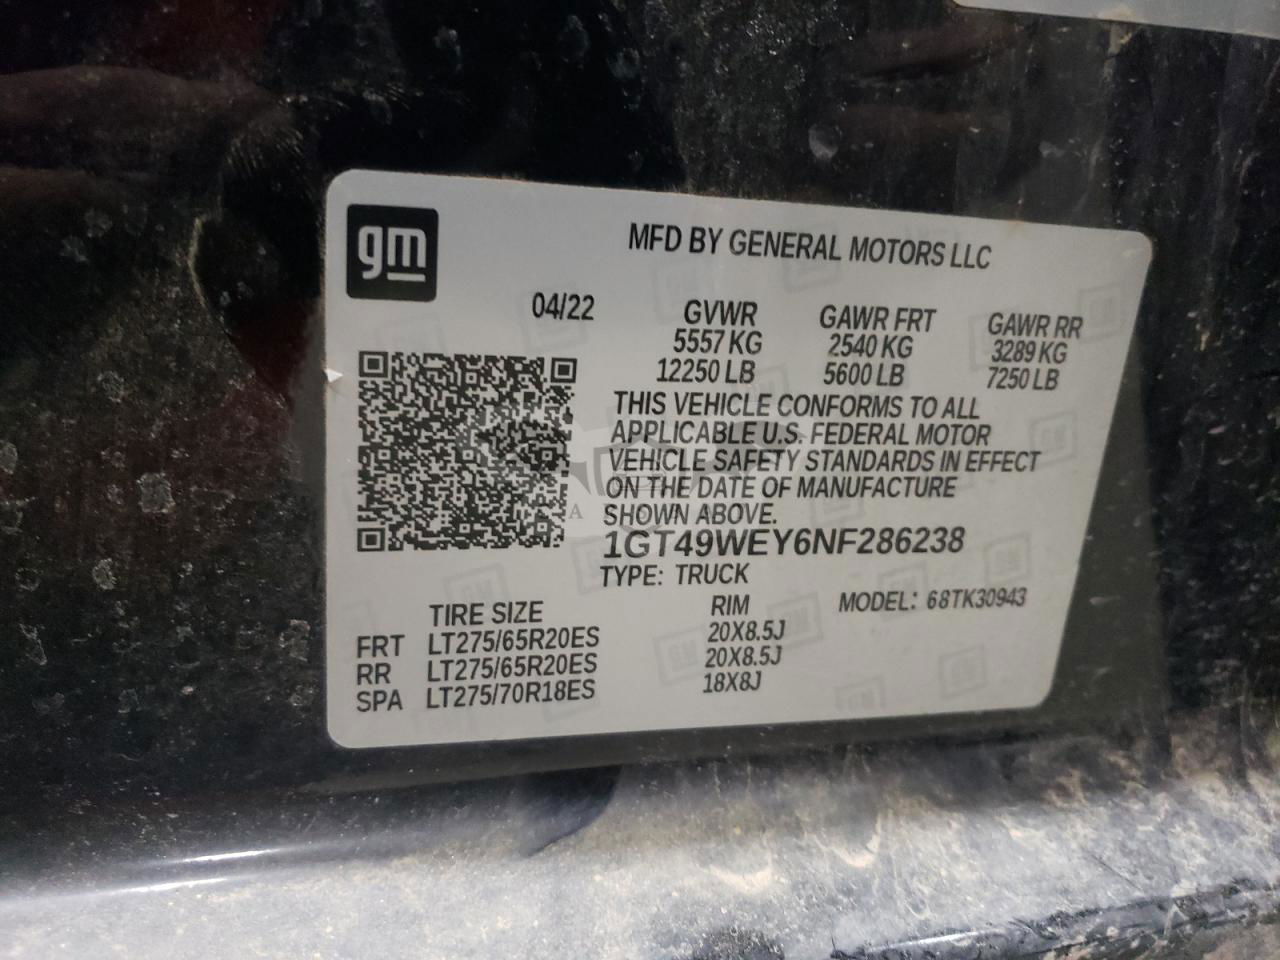 gm
MFD BY GENERAL MOTORS LLC
04/22 GVWR GAWR FRT GAWR RR
5557 KG 2540 KG 3289 KG
12250 LB 5600 LB 7250 LB
THIS VEHICLE CONFORMS TO ALL
APPLICABLE U.S. FEDERAL MOTOR
VEHICLE SAFETY STANDARDS IN EFFECT
ON THE DATE OF MANUFACTURE
SHOWN ABOVE.
1GT49WEY6NF286238
TYPE: TRUCK
TIRE SIZE RIM MODEL: 68TK30943
FRT LT275/65R20ES 20X8.5J
RR LT275/65R20ES 20X8.5J
SPA LT275/70R18ES 18X8J